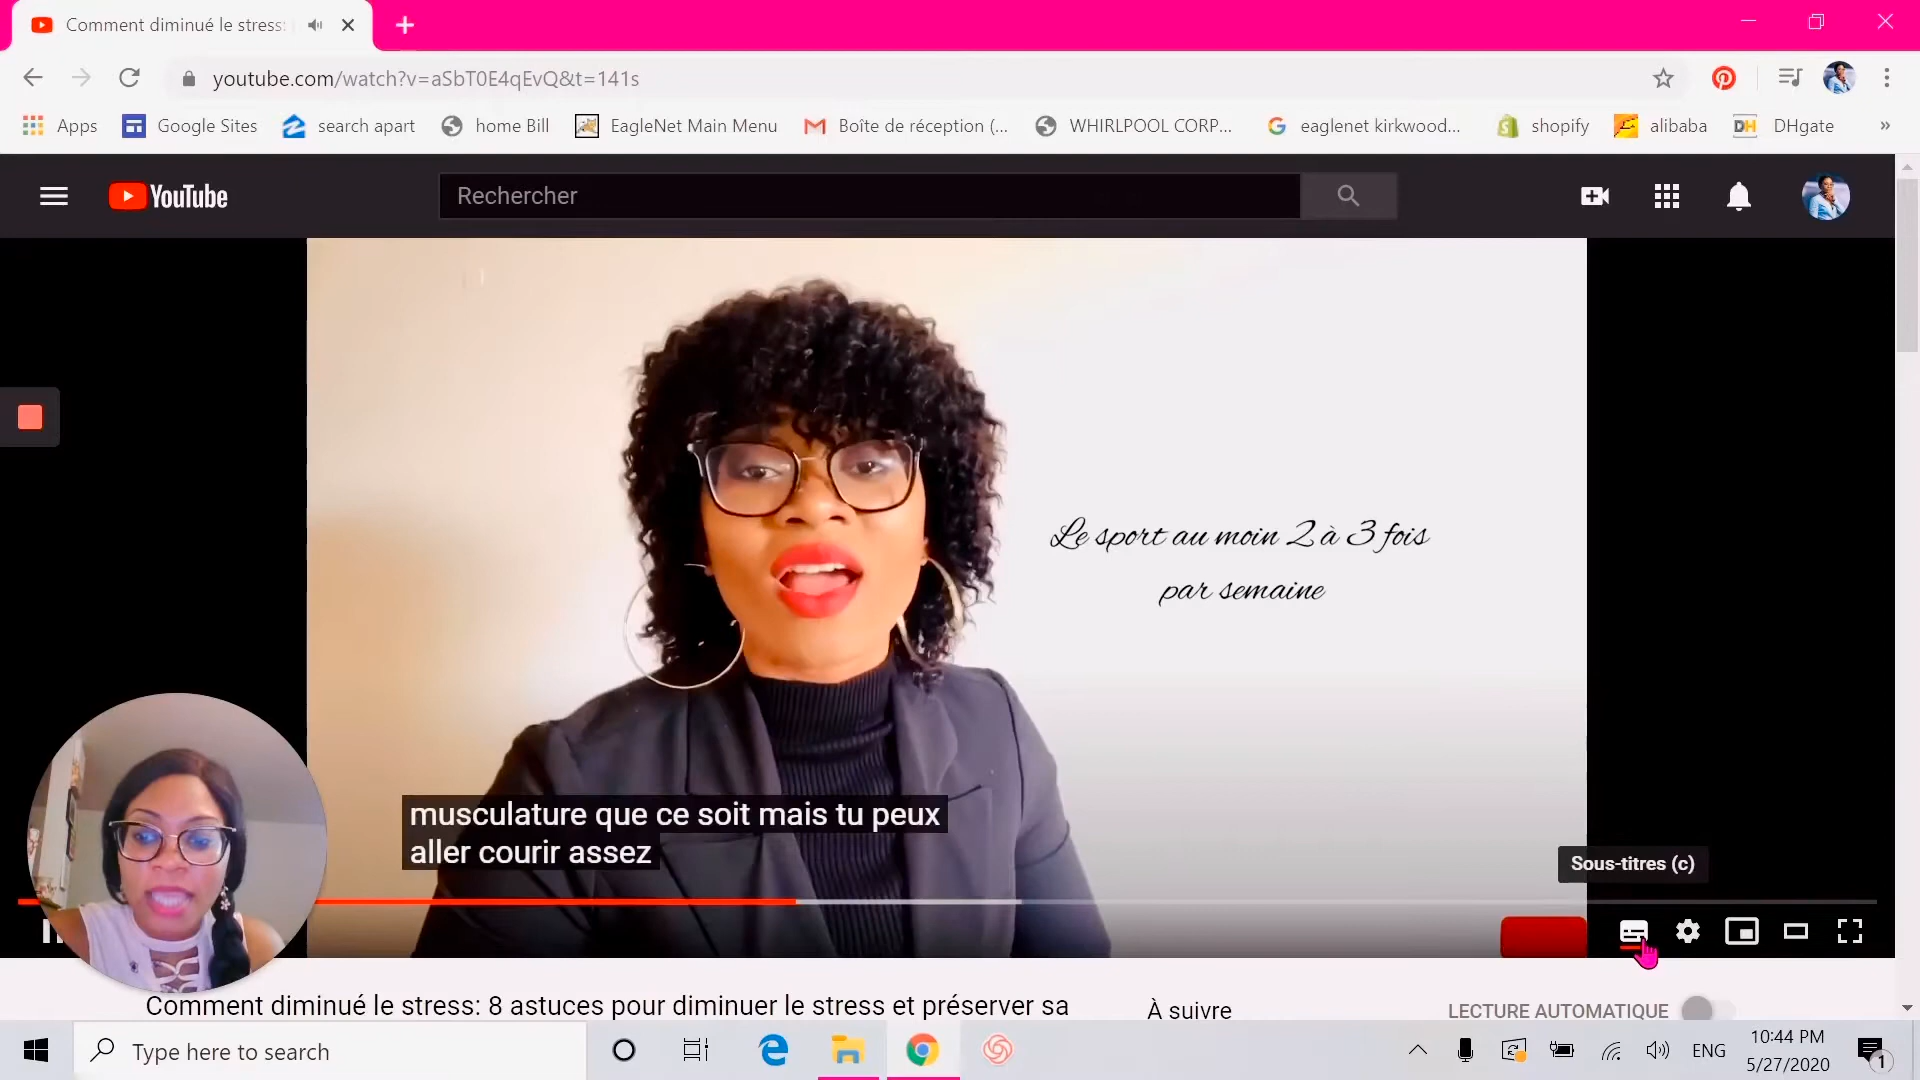 Comment diminué le stress:
youtube.com/watch?v=aSbT0E4qEvQ&t=141s
Apps
Google Sites
search apart
home Bill
EagleNet Main Menu
Boîte de réception (...
WHIRLPOOL CORP...
eaglenet kirkwood...
shopify
DH
alibaba
DHgate
»
YouTube
Rechercher
Le sport au moin 2 à 3 fois
par semaine
musculature que ce soit mais tu peux
aller courir assez
Sous-titres (c)
Comment diminué le stress: 8 astuces pour diminuer le stress et préserver sa
À suivre
LECTURE AUTOMATIQUE
Type here to search
ENG
10:44 PM
5/27/2020
1